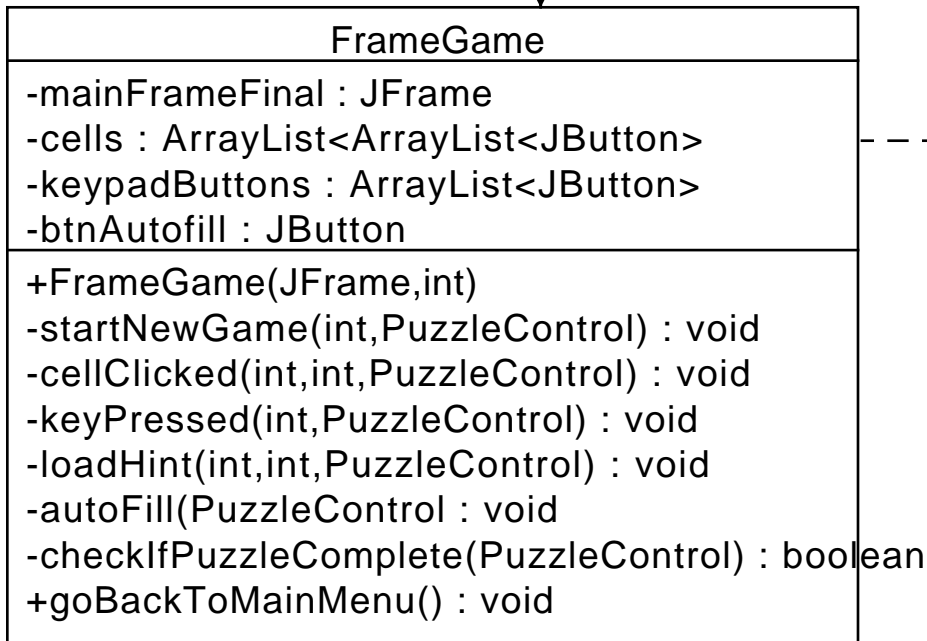 FrameGame
-mainFrameFinal : JFrame
-cells : ArrayList<ArrayList<JButton>
-keypadButtons : ArrayList<JButton>
-btnAutofill : JButton
+FrameGame(JFrame,int)
-startNewGame(int,PuzzleControl) : void
-cellClicked(int,int,PuzzleControl) : void
-keyPressed(int,PuzzleControl) : void
-loadHint(int,int,PuzzleControl) : void
-autoFill(PuzzleControl : void
-checkIfPuzzleComplete(PuzzleControl) : boolean
+goBackToMainMenu() : void